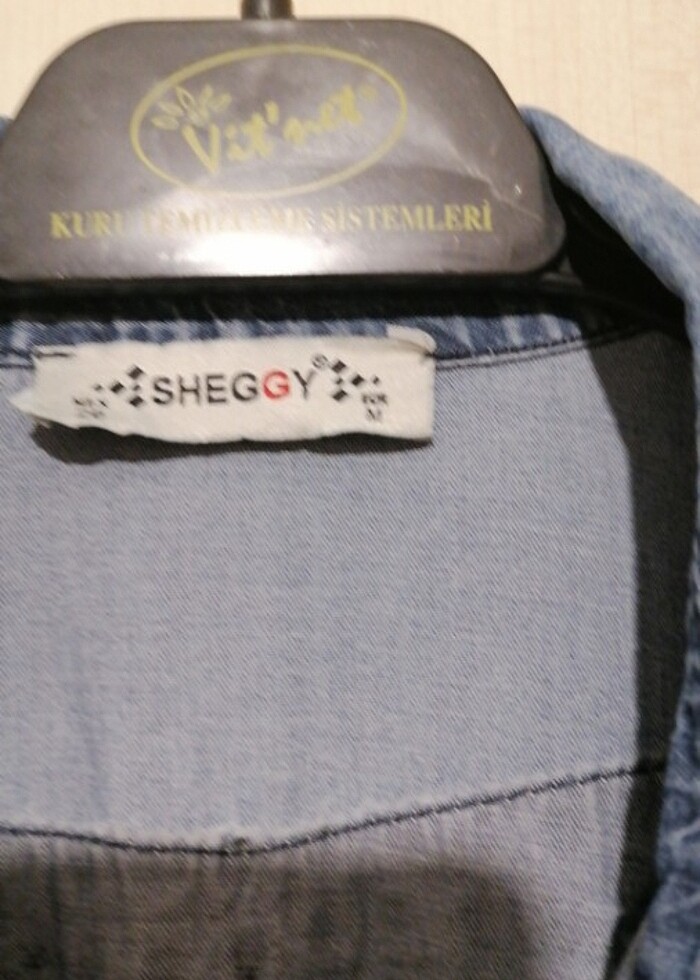 Vit'net
KURU TEMİZLEME SİSTEMLERİ
SHEGGY®
M